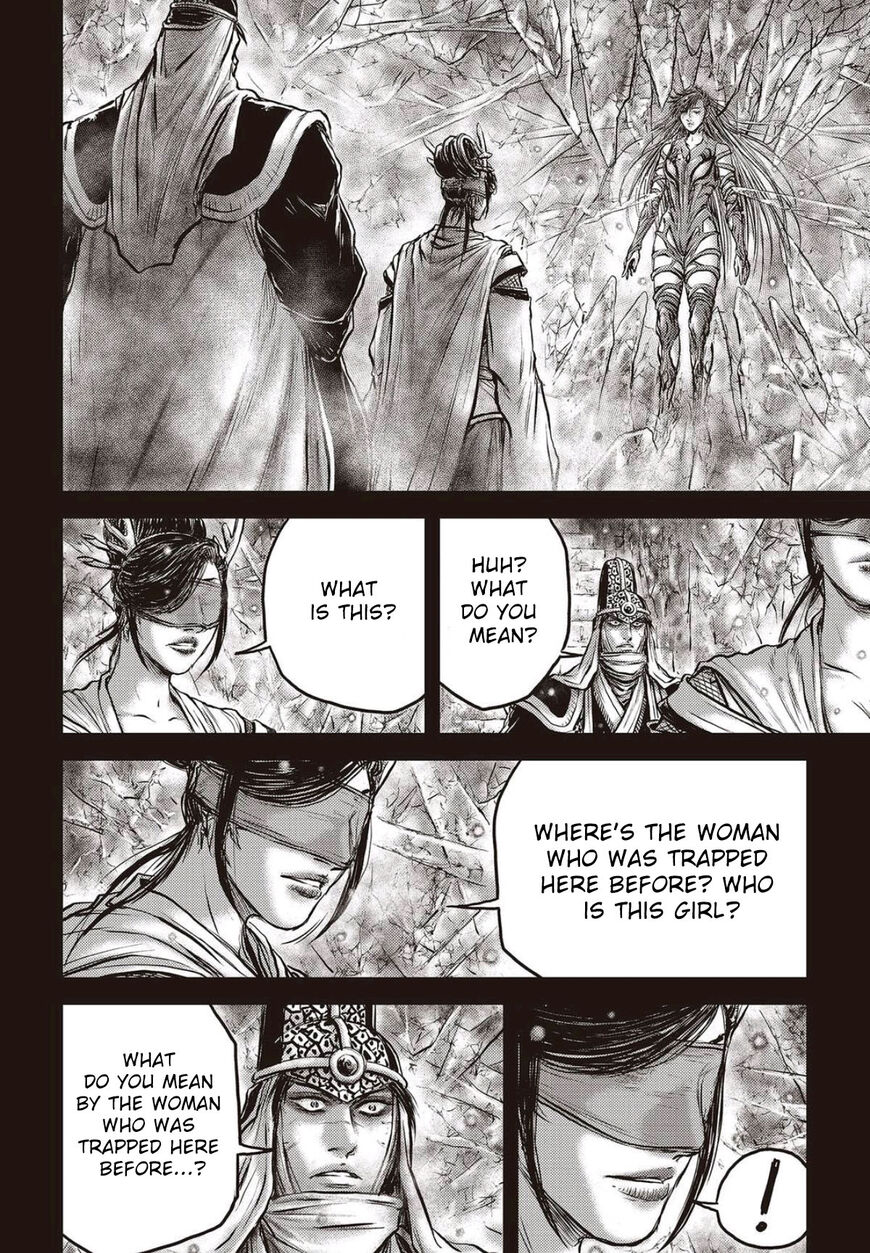 WHAT
IS THIS?
HUH?
WHAT
DO YOU
MEAN?
WHERE'S THE WOMAN
WHO WAS TRAPPED
HERE BEFORE? WHO
IS THIS GIRL?
WHAT
DO YOU MEAN
BY THE WOMAN
WHO WAS
TRAPPED HERE
BEFORE...?
!